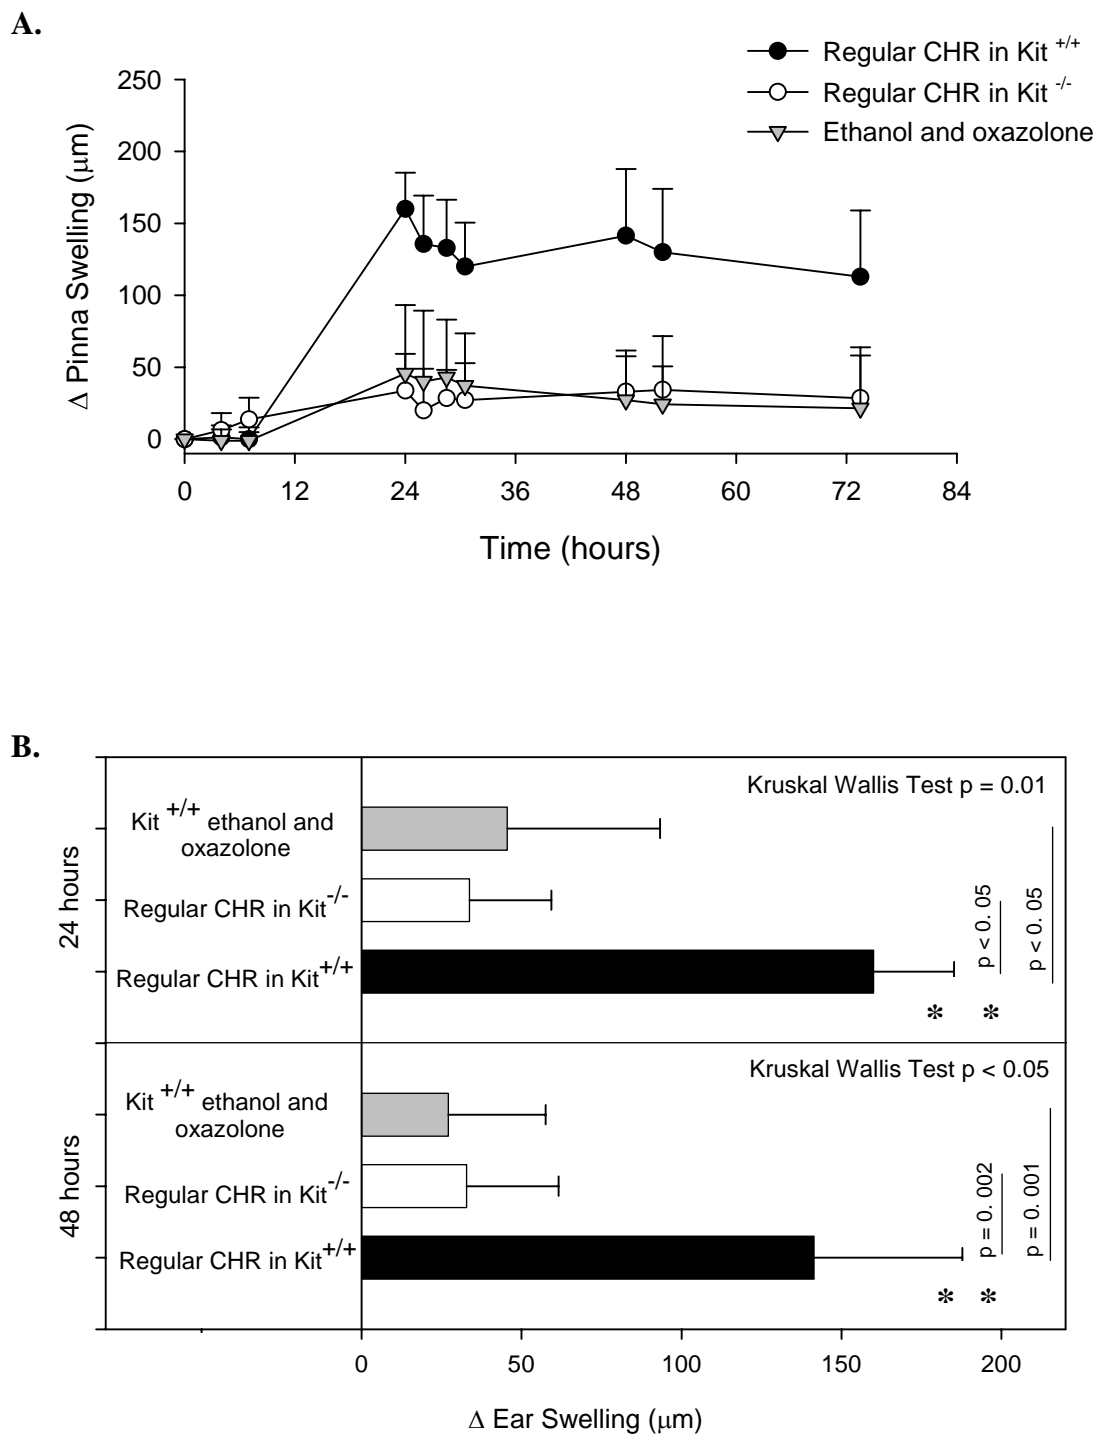 A.
Regular CHR in Kit +/+
Regular CHR in Kit -/-
Ethanol and oxazolone
Δ Pinna Swelling (μm)
250
200
150
100
50
0
0 12 24 36 48 60 72 84
Time (hours)
B.
Kruskal Wallis Test p = 0.01
24 hours
Kit +/+ ethanol and
oxazolone
Regular CHR in Kit-/-
Regular CHR in Kit+/+
p < 0. 05
p < 0. 05
* *
Kruskal Wallis Test p < 0.05
48 hours
Kit +/+ ethanol and
oxazolone
Regular CHR in Kit-/-
Regular CHR in Kit+/+
p = 0. 002
p = 0. 001
* *
0 50 100 150 200
Δ Ear Swelling (μm)